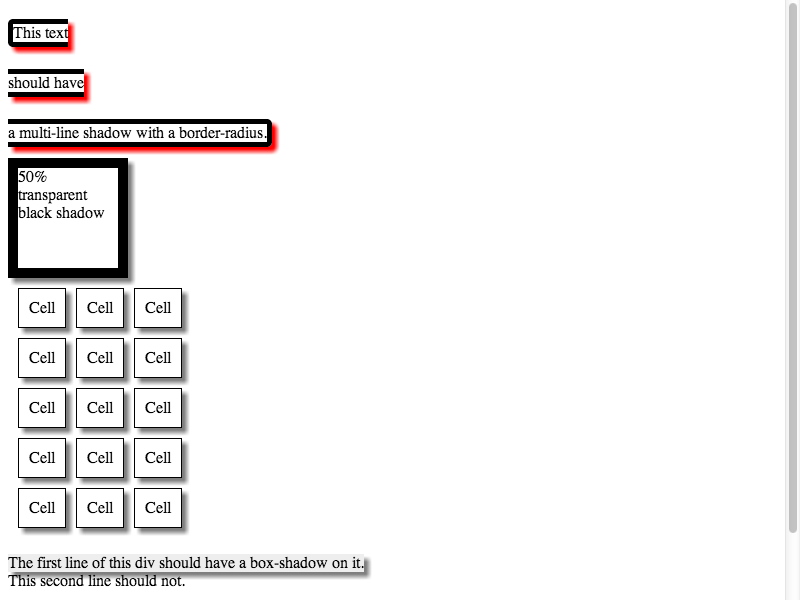 This text
should have
a multi-line shadow with a border-radius.
50%
transparent
black shadow
Cell Cell Cell
Cell Cell Cell
Cell Cell Cell
Cell Cell Cell
Cell Cell Cell
The first line of this div should have a box-shadow on it.
This second line should not.